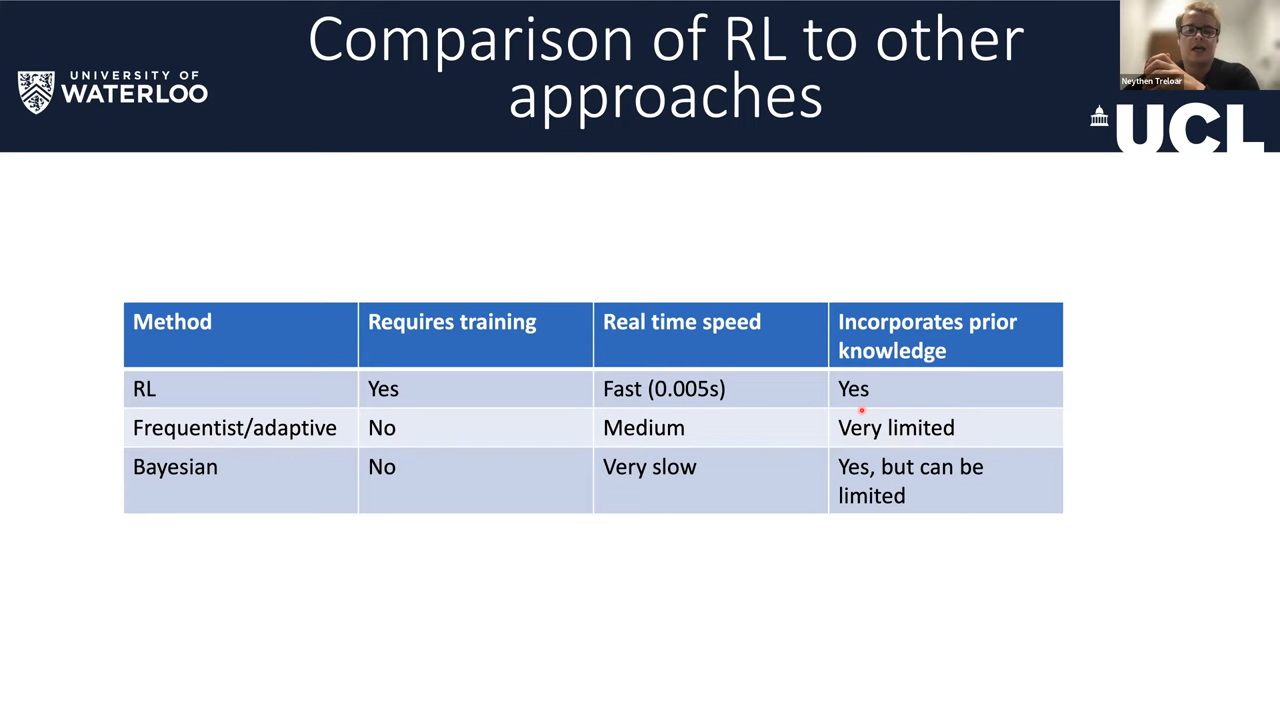 Comparison of RL to other
approaches
UNIVERSITY OF
WATERLOO
Neythen Treloar
UCL
Method Requires training Real time speed Incorporates prior
knowledge
RL Yes Fast (0.005s) Yes
Frequentist/adaptive No Medium Very limited
Bayesian No Very slow Yes, but can be
limited